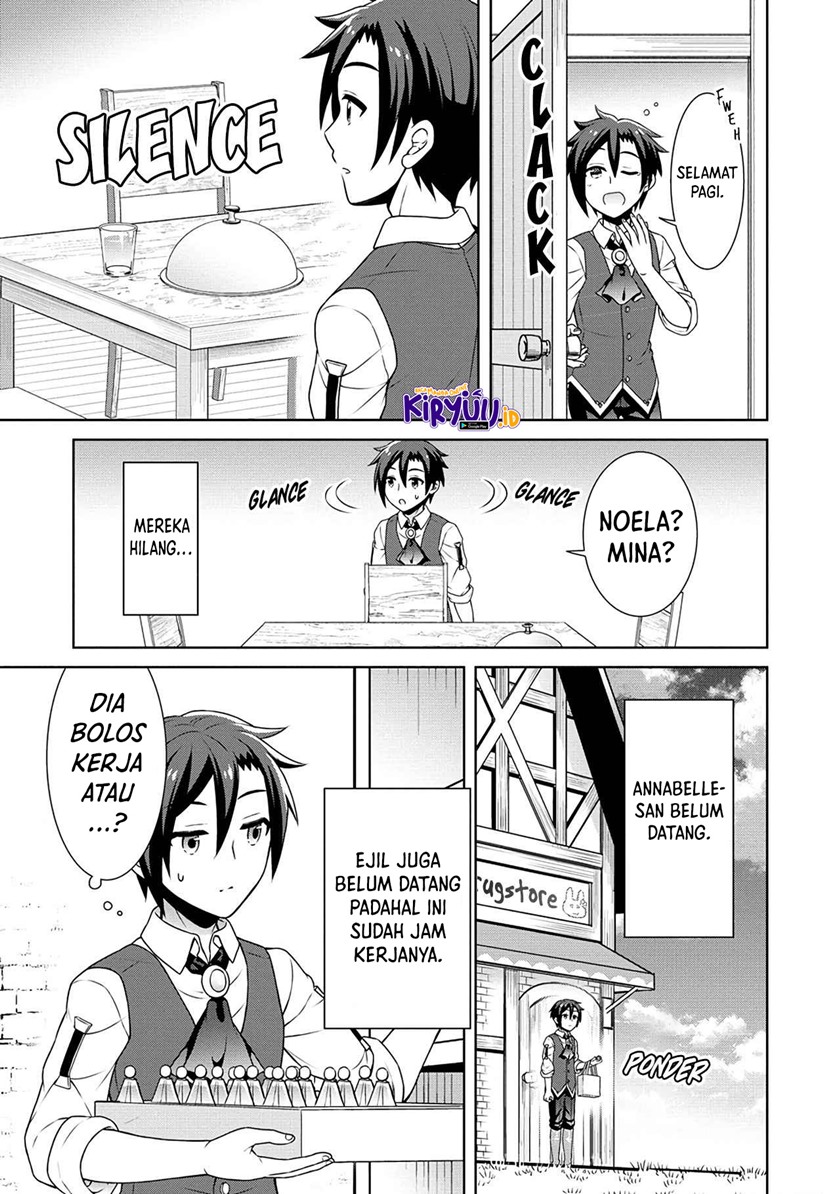 CLACK
FWEH
SELAMAT
PAGI.
SILENCE
KIRYUU.id
NOELA?
MINA?
GLANCE
GLANCE
MEREKA
HILANG...
ANNABELLE-
SAN BELUM
DATANG.
rugstore
PONDER
EJIL JUGA
BELUM DATANG
PADAHAL INI
SUDAH JAM
KERJANYA.
DIA
BOLOS
KERJA
ATAU
...?